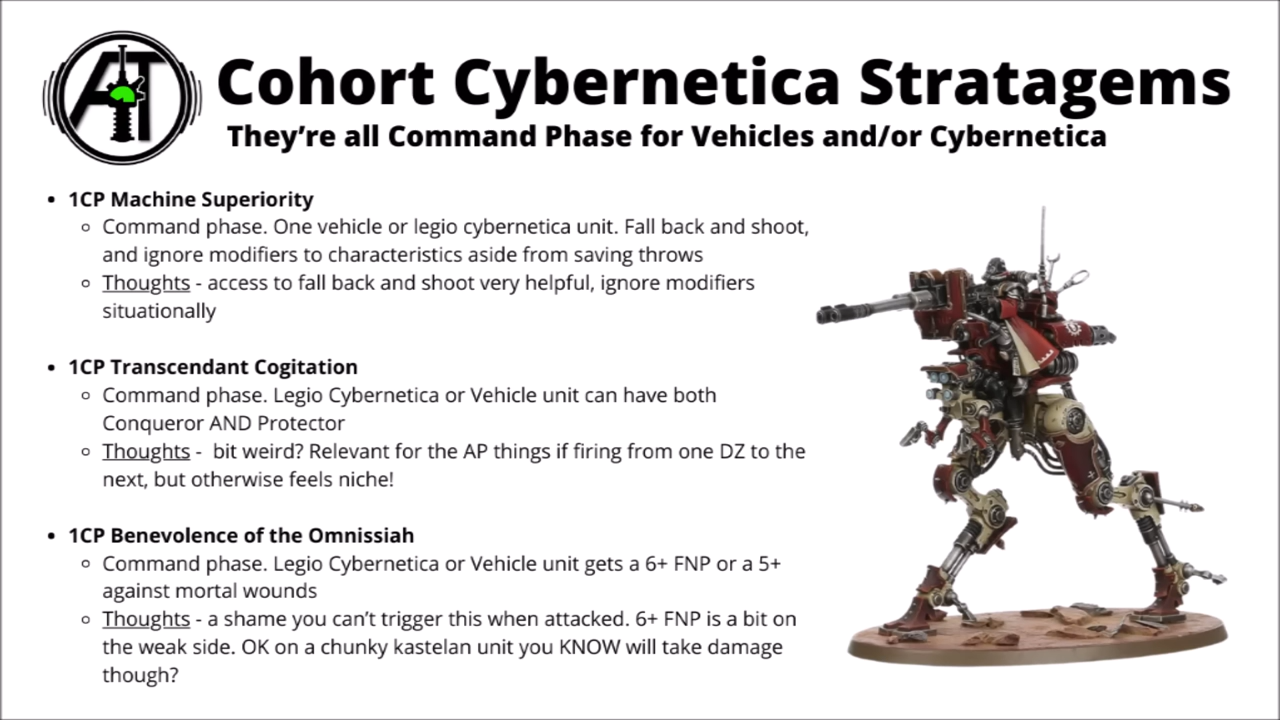 AT
Cohort Cybernetica Stratagems
They're all Command Phase for Vehicles and/or Cybernetica
• 1CP Machine Superiority
◦ Command phase. One vehicle or legio cybernetica unit. Fall back and shoot,
and ignore modifiers to characteristics aside from saving throws
◦ Thoughts - access to fall back and shoot very helpful, ignore modifiers
situationally
• 1CP Transcendant Cogitation
◦ Command phase. Legio Cybernetica or Vehicle unit can have both
Conqueror AND Protector
◦ Thoughts - bit weird? Relevant for the AP things if firing from one DZ to the
next, but otherwise feels niche!
• 1CP Benevolence of the Omnissiah
◦ Command phase. Legio Cybernetica or Vehicle unit gets a 6+ FNP or a 5+
against mortal wounds
◦ Thoughts - a shame you can't trigger this when attacked. 6+ FNP is a bit on
the weak side. OK on a chunky kastelan unit you KNOW will take damage
though?